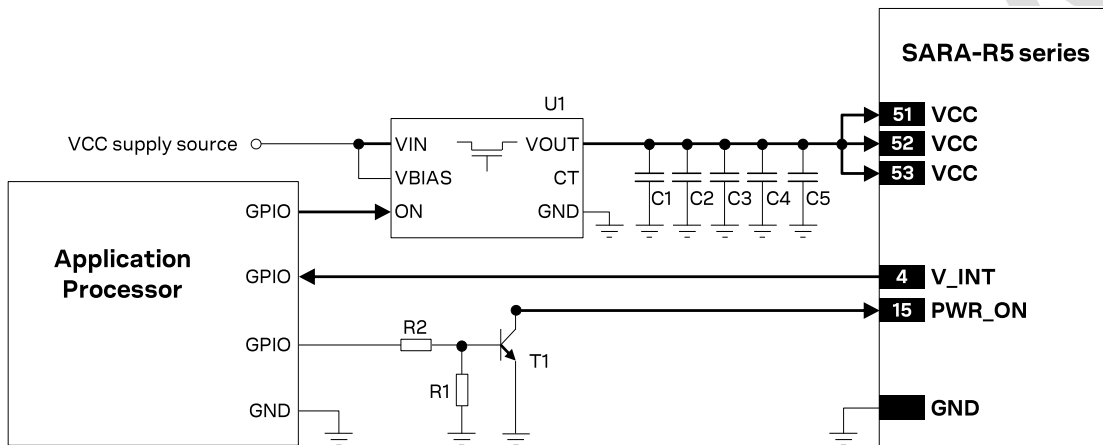 SARA-R5 series
U1
51 VCC
VCC supply source
VIN
VOUT
52 VCC
VBIAS
CT
53 VCC
C1 C2 C3 C4 C5
GPIO
ON
GND
Application
Processor
GPIO
4 V_INT
15 PWR_ON
R2
GPIO
T1
R1
GND
GND